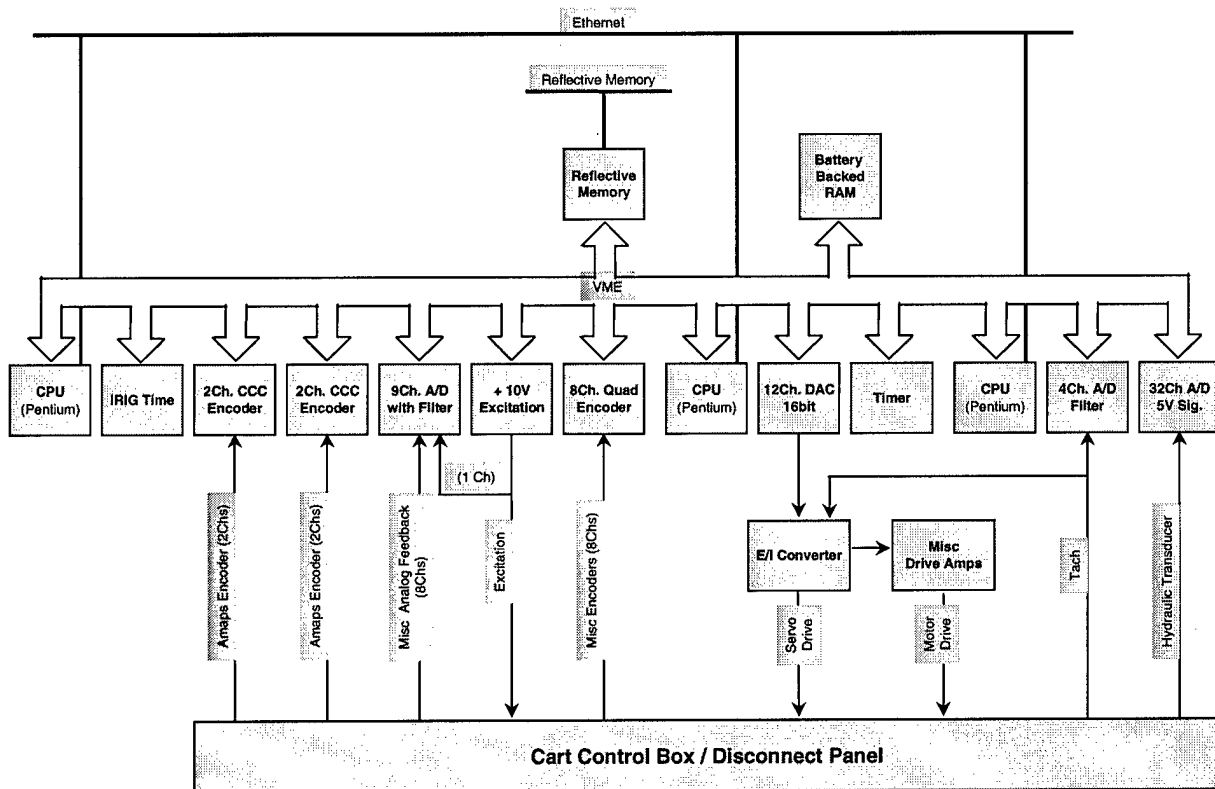 Ethernet
Reflective Memory
Reflective
Memory
Battery
Backed
RAM
VME
CPU
(Pentium)
IRIG Time
2Ch. CCC
Encoder
2Ch. CCC
Encoder
9Ch. A/D
with Filter
+ 10V
Excitation
8Ch. Quad
Encoder
CPU
(Pentium)
12Ch. DAC
16bit
Timer
CPU
(Pentium)
4Ch. A/D
Filter
32Ch A/D
5V Sig.
(1 Ch)
Amaps Encoder (2Chs)
Amaps Encoder (2Chs)
Misc Analog Feedback
(8Chs)
Excitation
Misc Encoders (8Chs)
E/I Converter
Misc
Drive Amps
Servo
Drive
Motor
Drive
Tach
Hydraulic Transducer
Cart Control Box / Disconnect Panel